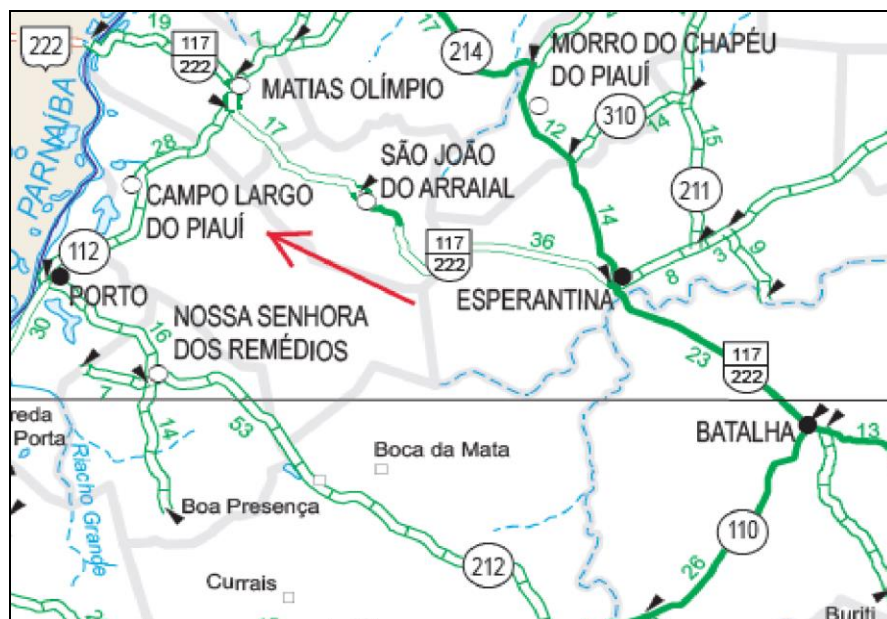 19
117
222
7
17
214
MORRO DO CHAPÉU
DO PIAUÍ
222
MATIAS OLÍMPIO
310
14
12
15
28
17
SÃO JOÃO
DO ARRAIAL
PARNAÍBA
CAMPO LARGO
DO PIAUÍ
211
14
112
117
222
36
9
3
8
PORTO
ESPERANTINA
30
16
NOSSA SENHORA
DOS REMÉDIOS
23
117
222
7
53
14
reda
Porta
Riacho Grande
Boca da Mata
BATALHA
13
Boa Presença
110
212
26
Currais
Buriti